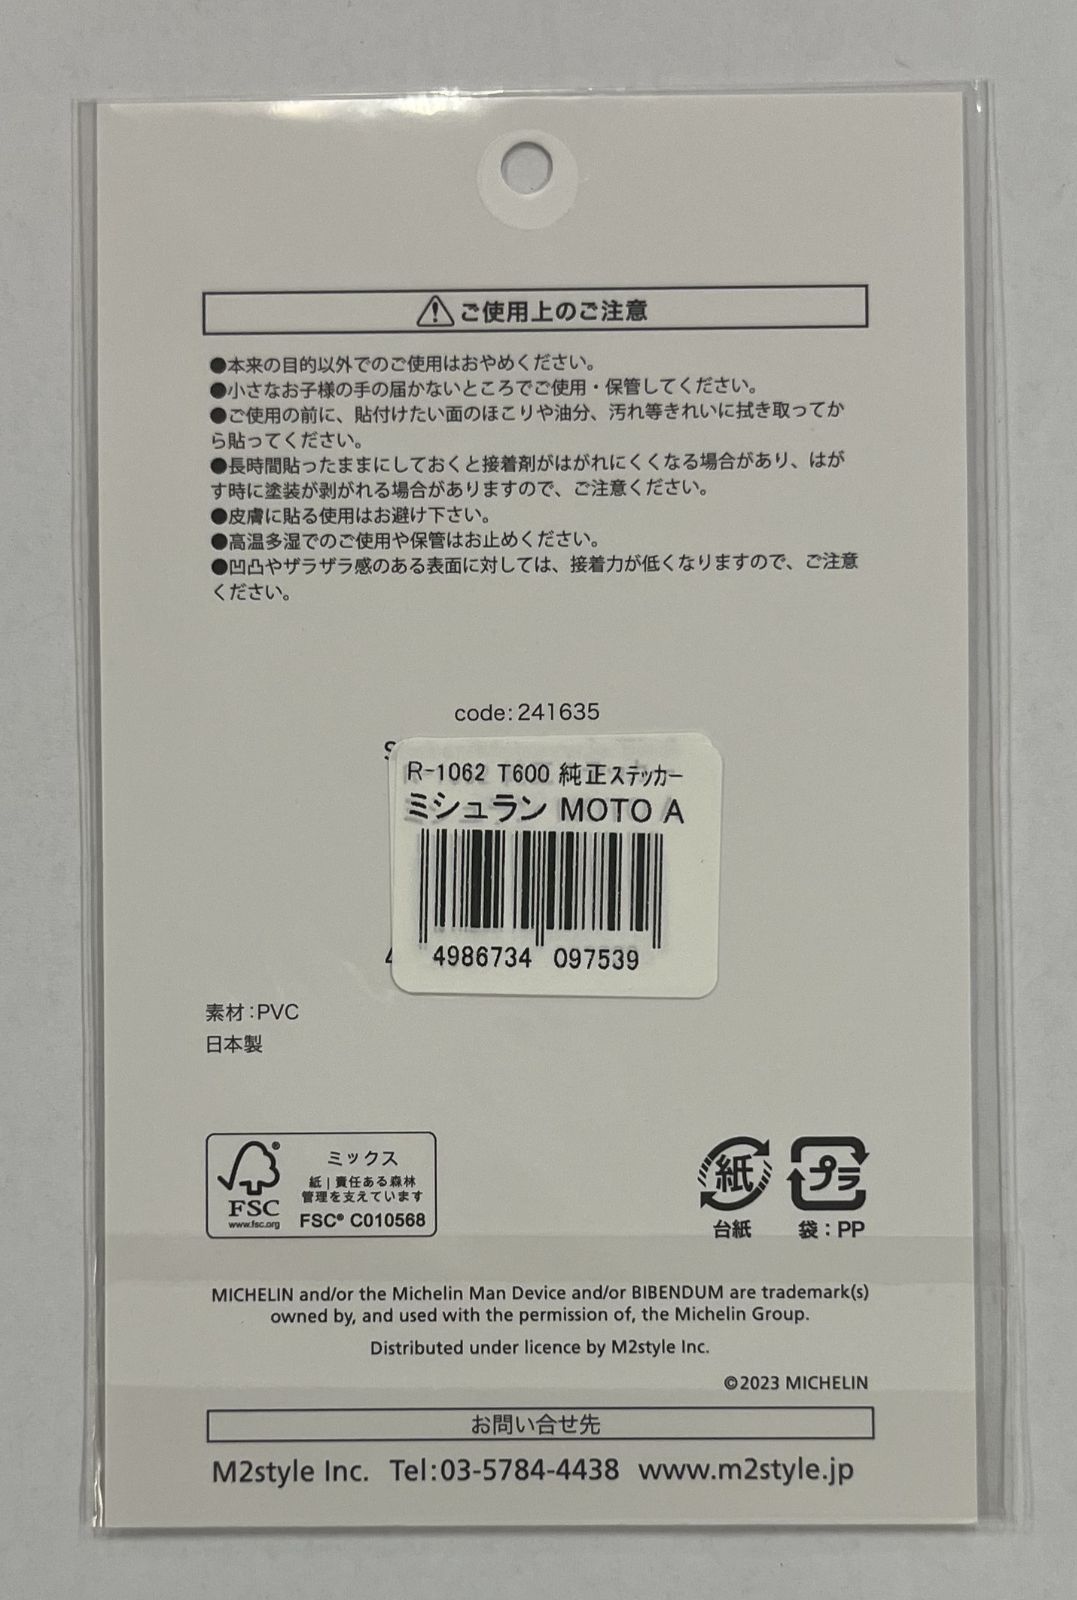 ⚠ご使用上のご注意
●本来の目的以外でのご使用はおやめください。
●小さなお子様の手の届かないところでご使用・保管してください。
●ご使用の前に、貼付けたい面のほこりや油分、汚れ等きれいに拭き取ってか
ら貼ってください。
●長時間貼ったままにしておくと接着剤がはがれにくくなる場合があり、はが
す時に塗装が剥がれる場合がありますので、ご注意ください。
●皮膚に貼る使用はお避け下さい。
●高温多湿でのご使用や保管はお止めください。
●凹凸やザラザラ感のある表面に対しては、接着力が低くなりますので、ご注意
ください。
code:241635
R-1062 T600 純正ステッカー
ミシュラン MOTO A
4986734 097539
素材:PVC
日本製
ミックス
紙 | 責任ある森林
管理を支えています
FSC® C010568
® FSC
www.fsc.org
紙
台紙
プラ
袋:PP
MICHELIN and/or the Michelin Man Device and/or BIBENDUM are trademark(s)
owned by, and used with the permission of, the Michelin Group.
Distributed under licence by M2style Inc.
©2023 MICHELIN
お問い合せ先
M2style Inc. Tel:03-5784-4438 www.m2style.jp